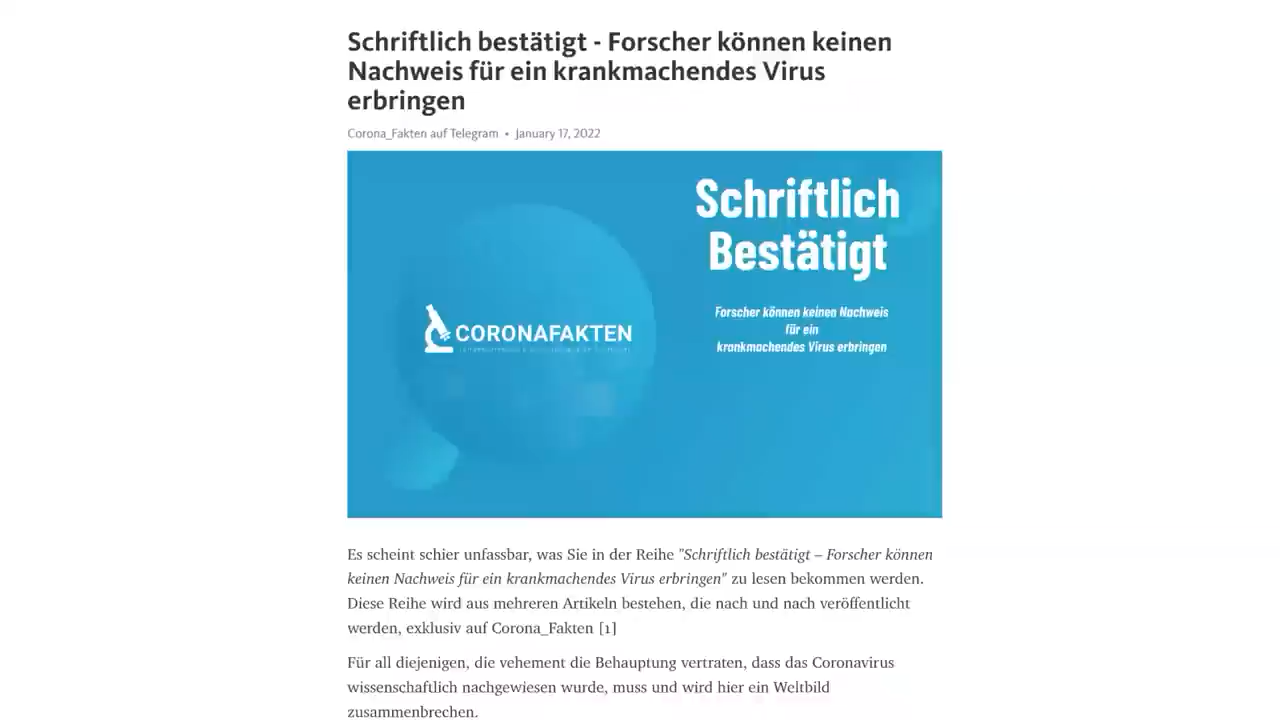 Schriftlich bestätigt - Forscher können keinen
Nachweis für ein krankmachendes Virus
erbringen
Corona_Fakten auf Telegram • January 17, 2022
Schriftlich
Bestätigt
Forscher können keinen Nachweis
für ein
krankmachendes Virus erbringen
CORONAFAKTEN
Es scheint schier unfassbar, was Sie in der Reihe "Schriftlich bestätigt – Forscher können
keinen Nachweis für ein krankmachendes Virus erbringen" zu lesen bekommen werden.
Diese Reihe wird aus mehreren Artikeln bestehen, die nach und nach veröffentlicht
werden, exklusiv auf Corona_Fakten [1]
Für all diejenigen, die vehement die Behauptung vertraten, dass das Coronavirus
wissenschaftlich nachgewiesen wurde, muss und wird hier ein Weltbild
zusammenbrechen.